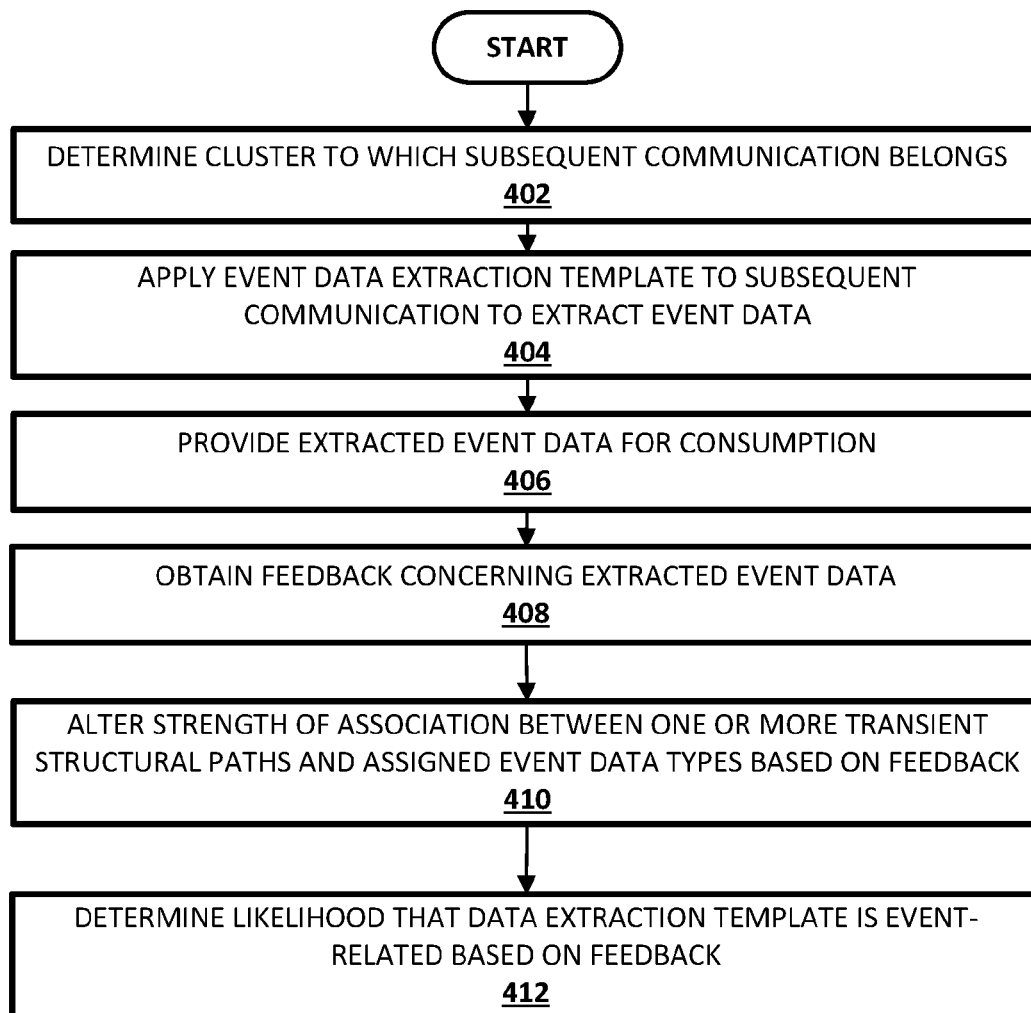 START
DETERMINE CLUSTER TO WHICH SUBSEQUENT COMMUNICATION BELONGS
402
APPLY EVENT DATA EXTRACTION TEMPLATE TO SUBSEQUENT
COMMUNICATION TO EXTRACT EVENT DATA
404
PROVIDE EXTRACTED EVENT DATA FOR CONSUMPTION
406
OBTAIN FEEDBACK CONCERNING EXTRACTED EVENT DATA
408
ALTER STRENGTH OF ASSOCIATION BETWEEN ONE OR MORE TRANSIENT
STRUCTURAL PATHS AND ASSIGNED EVENT DATA TYPES BASED ON FEEDBACK
410
DETERMINE LIKELIHOOD THAT DATA EXTRACTION TEMPLATE IS EVENT-
RELATED BASED ON FEEDBACK
412